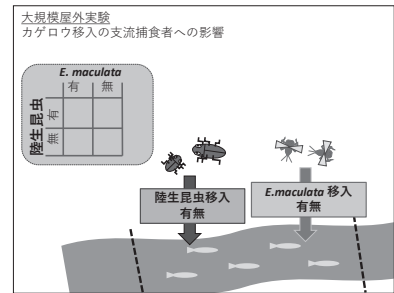 大規模屋外実験
カゲロウ移入の支流捕食者への影響
E. maculata
有 無
陸生昆虫
有
無
陸生昆虫移入
有無
E.maculata 移入
有無